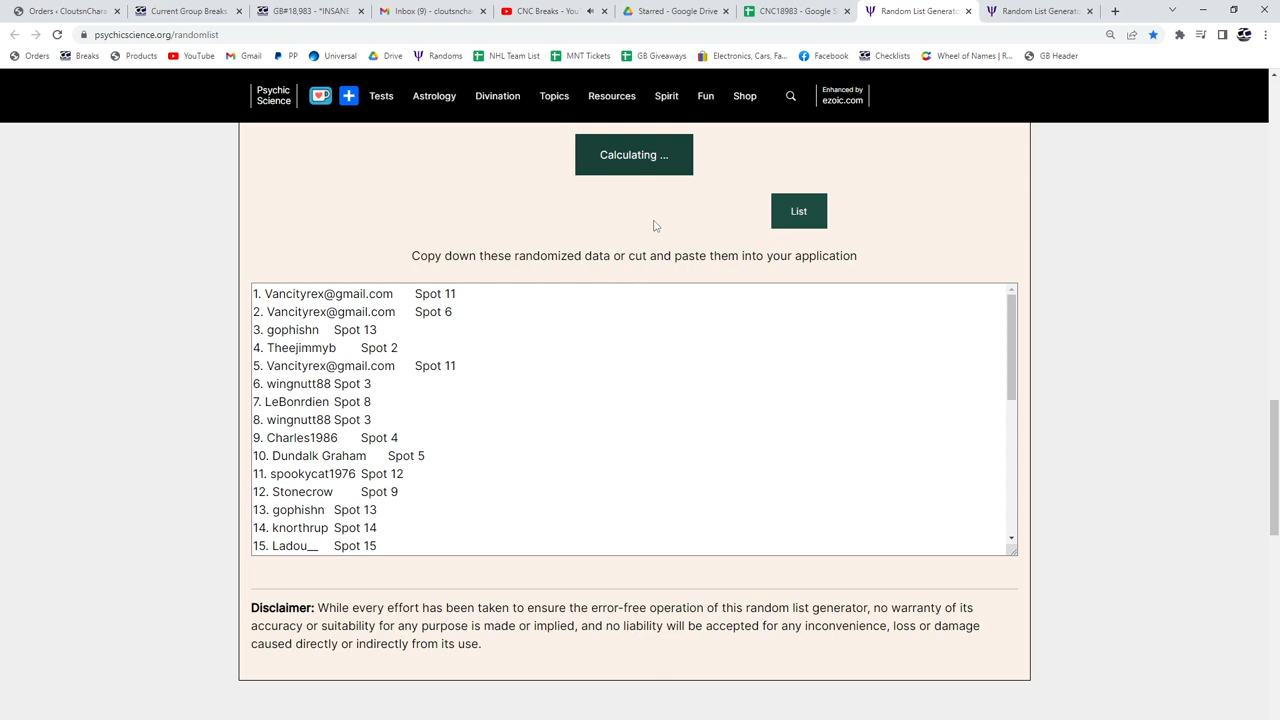 Orders ‹ CloutsnChara
Current Group Breaks
GB#18,983 - *INSANE
Inbox (9) - cloutsnchar
CNC Breaks - You
Starred - Google Drive
CNC18983 - Google S
Random List Generato
Random List Generato
psychicscience.org/randomlist
Orders
Breaks
Products
YouTube
Gmail
PP
Universal
Drive
Randoms
NHL Team List
MNT Tickets
GB Giveaways
Electronics, Cars, Fa...
Facebook
Checklists
Wheel of Names | R...
GB Header
Psychic
Science
Tests
Astrology
Divination
Topics
Resources
Spirit
Fun
Shop
Enhanced by
ezoic.com
Calculating ...
List
Copy down these randomized data or cut and paste them into your application
1. Vancityrex@gmail.com Spot 11
2. Vancityrex@gmail.com Spot 6
3. gophishn Spot 13
4. Theejimmyb Spot 2
5. Vancityrex@gmail.com Spot 11
6. wingnutt88 Spot 3
7. LeBonrdien Spot 8
8. wingnutt88 Spot 3
9. Charles1986 Spot 4
10. Dundalk Graham Spot 5
11. spookycat1976 Spot 12
12. Stonecrow Spot 9
13. gophishn Spot 13
14. knorthrup Spot 14
15. Ladou__ Spot 15
Disclaimer: While every effort has been taken to ensure the error-free operation of this random list generator, no warranty of its
accuracy or suitability for any purpose is made or implied, and no liability will be accepted for any inconvenience, loss or damage
caused directly or indirectly from its use.